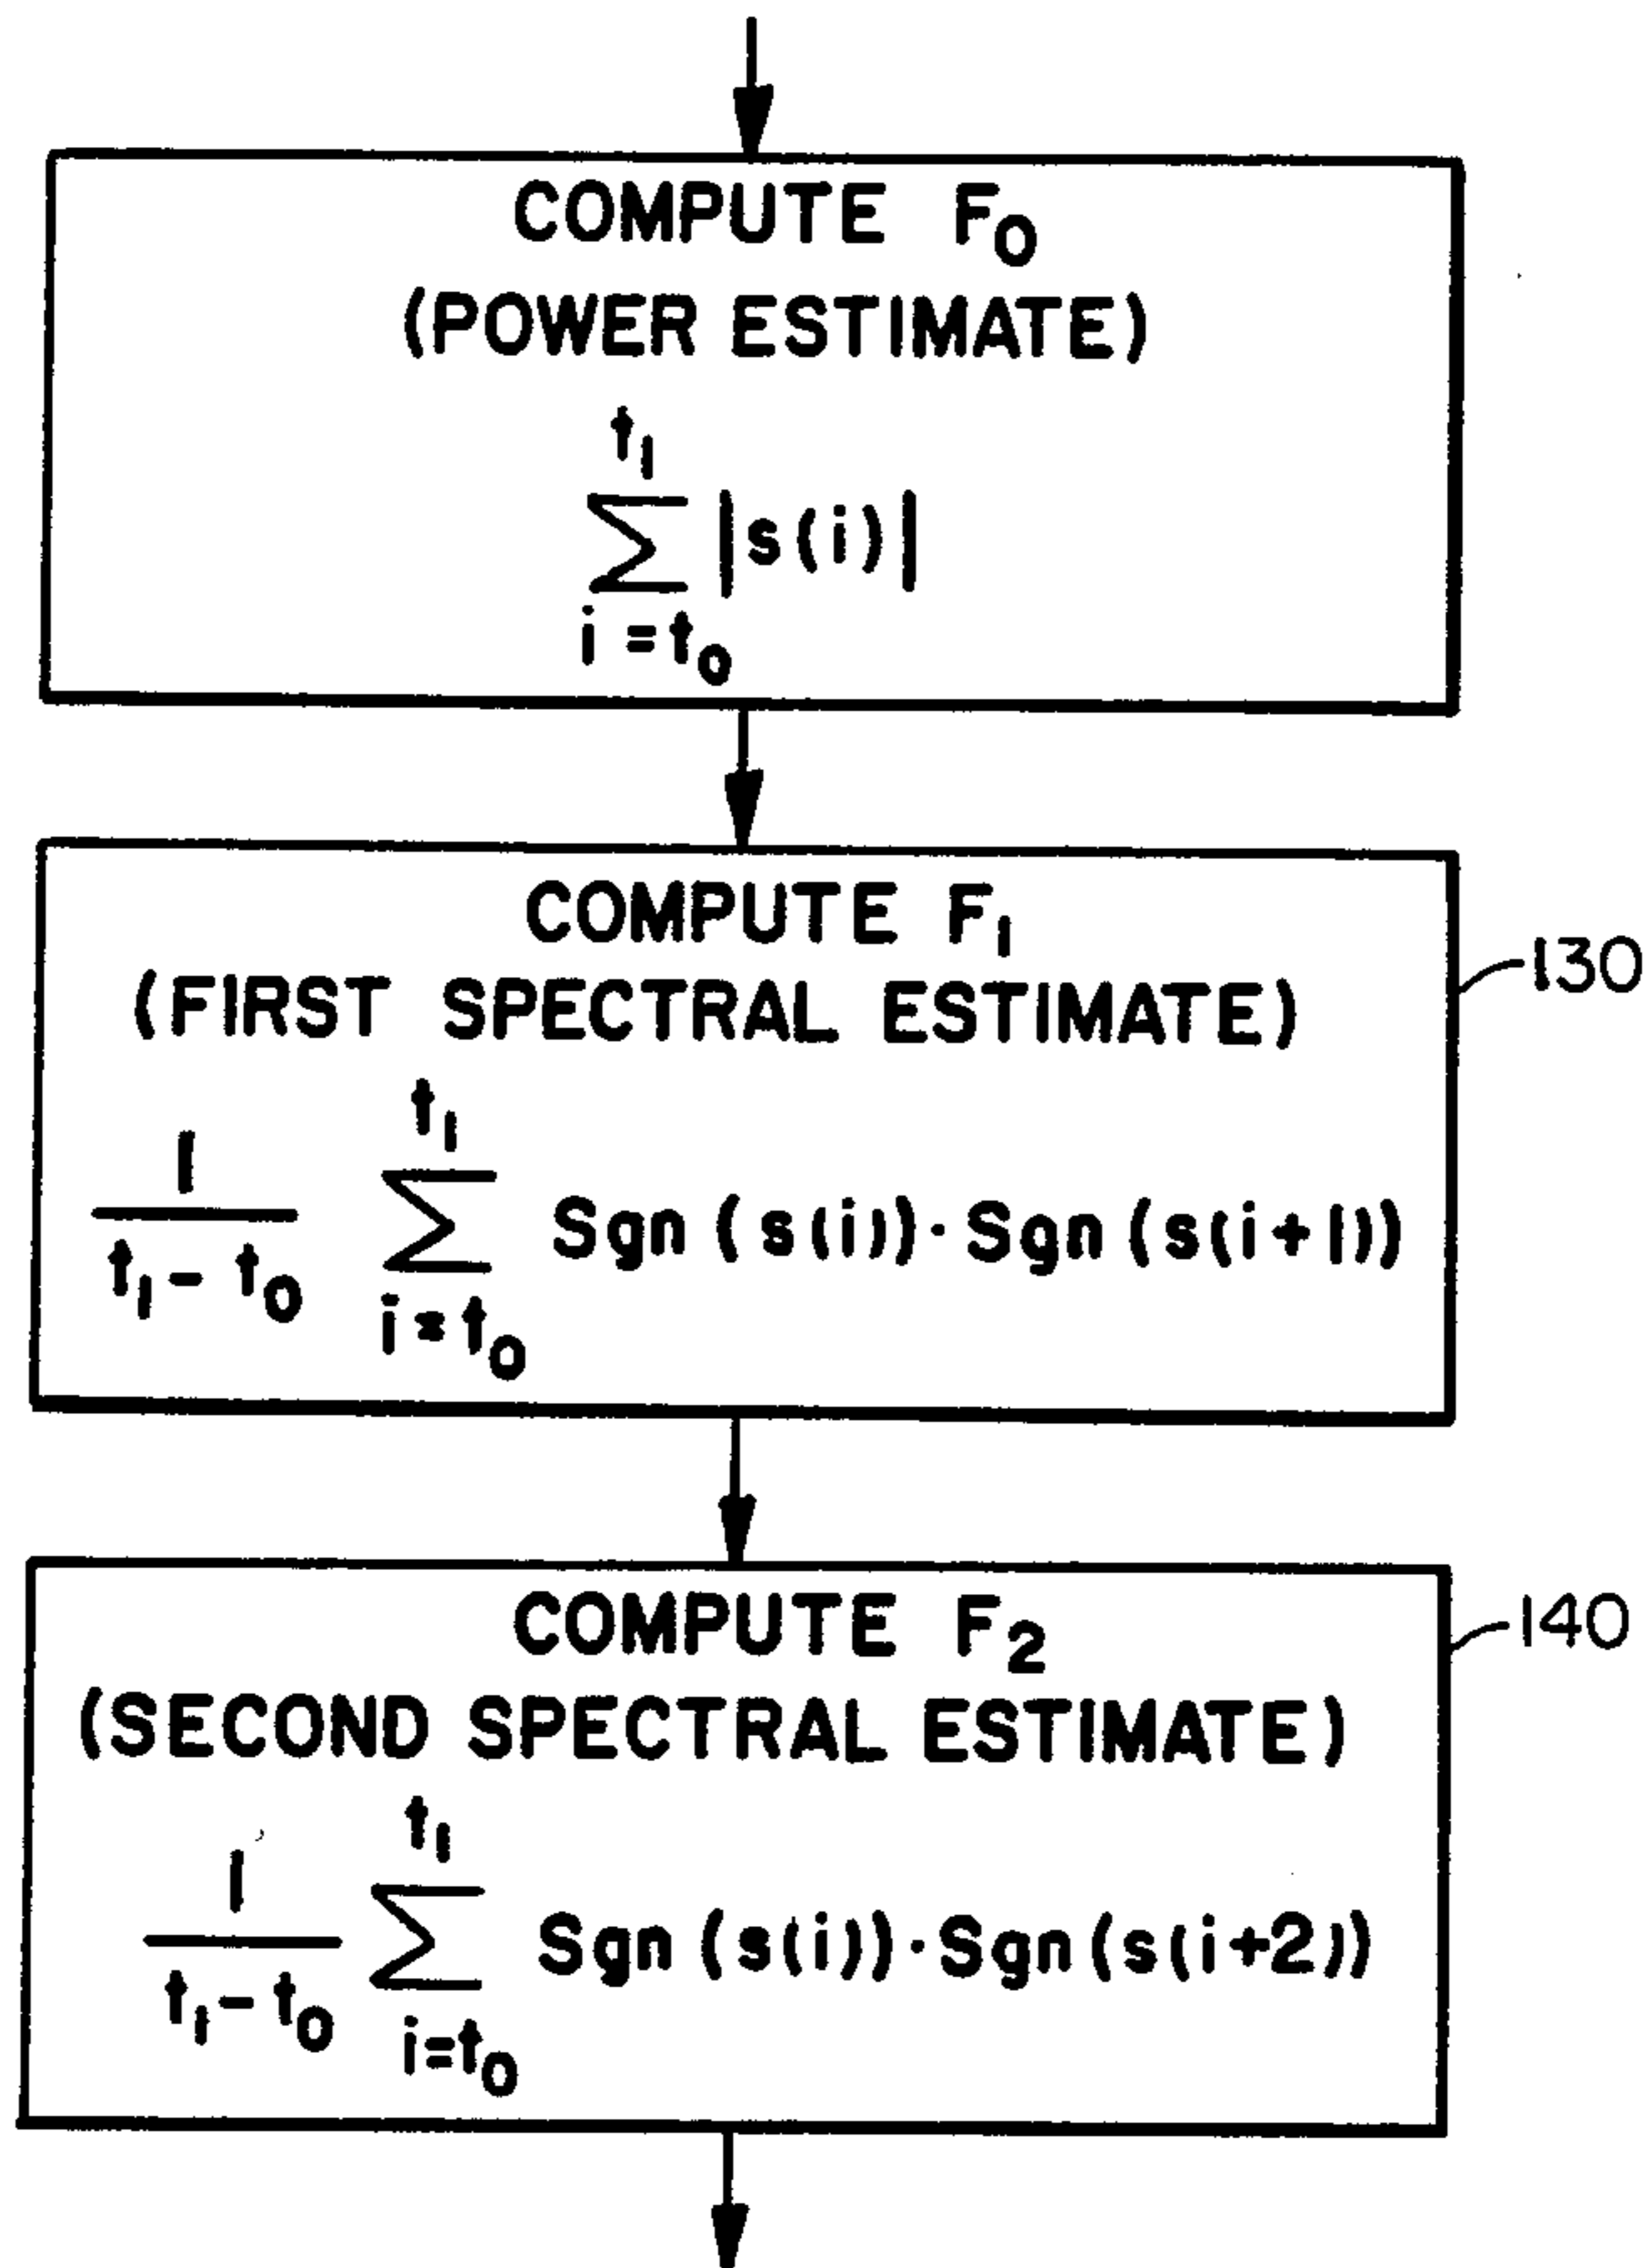 COMPUTE F₀
(POWER ESTIMATE)
t₁
∑ |s(i)|
i = t₀
COMPUTE F₁
130
(FIRST SPECTRAL ESTIMATE)
t₁
1
∑ Sgn (s(i)) · Sgn (s(i+1))
t₁ - t₀
i = t₀
COMPUTE F₂
140
(SECOND SPECTRAL ESTIMATE)
t₁
1
∑ Sgn (s(i)) · Sgn (s(i+2))
t₁ - t₀
i = t₀